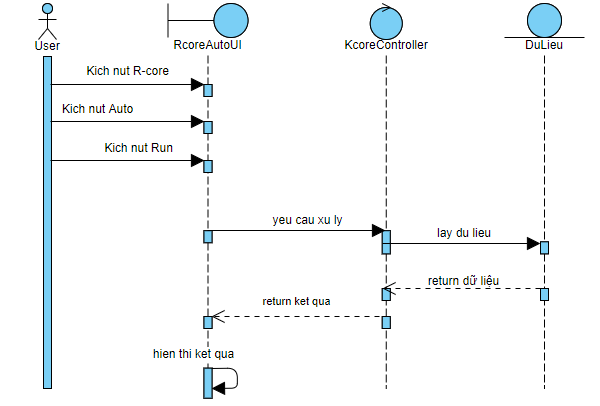 User
RcoreAutoUI
KcoreController
DuLieu
Kich nut R-core
Kich nut Auto
Kich nut Run
yeu cau xu ly
lay du lieu
return dữ liệu
return ket qua
hien thi ket qua